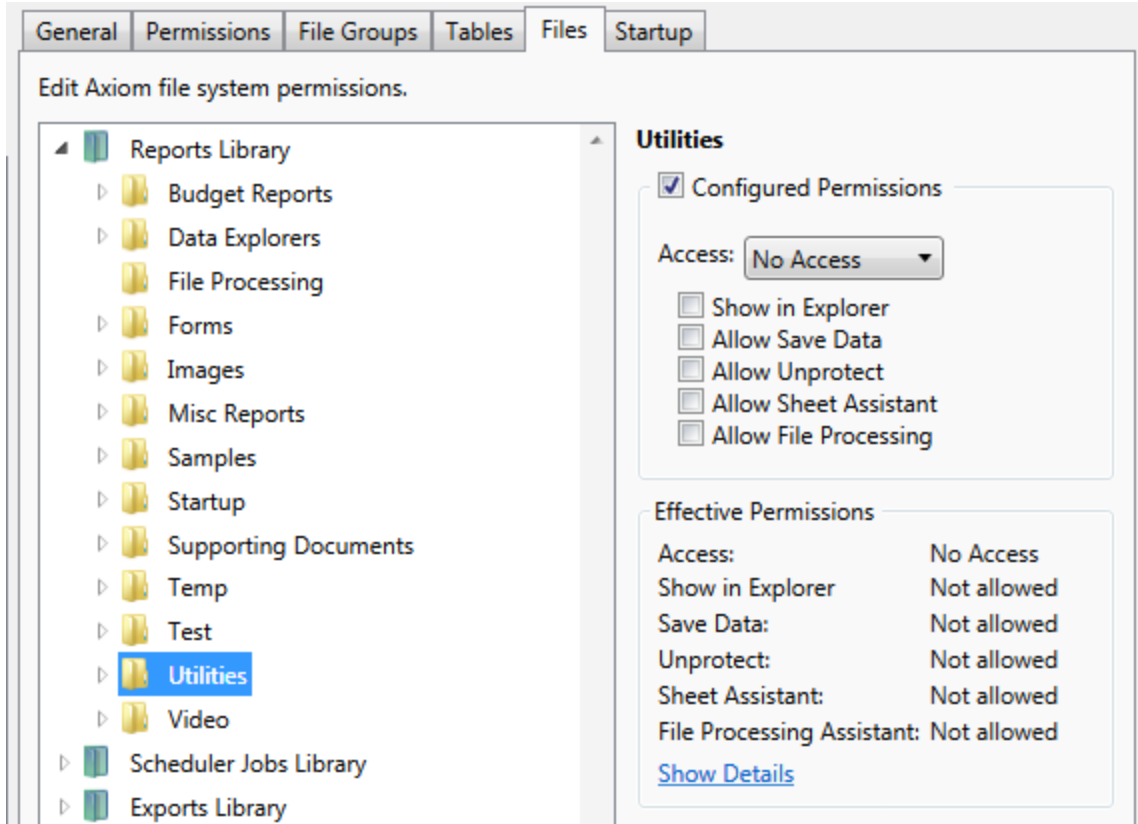 General Permissions File Groups Tables Files Startup
Edit Axiom file system permissions.
Reports Library
Budget Reports
Data Explorers
File Processing
Forms
Images
Misc Reports
Samples
Startup
Supporting Documents
Temp
Test
Utilities
Video
Scheduler Jobs Library
Exports Library
Utilities
Configured Permissions
Access: No Access
Show in Explorer
Allow Save Data
Allow Unprotect
Allow Sheet Assistant
Allow File Processing
Effective Permissions
Access: No Access
Show in Explorer Not allowed
Save Data: Not allowed
Unprotect: Not allowed
Sheet Assistant: Not allowed
File Processing Assistant: Not allowed
Show Details